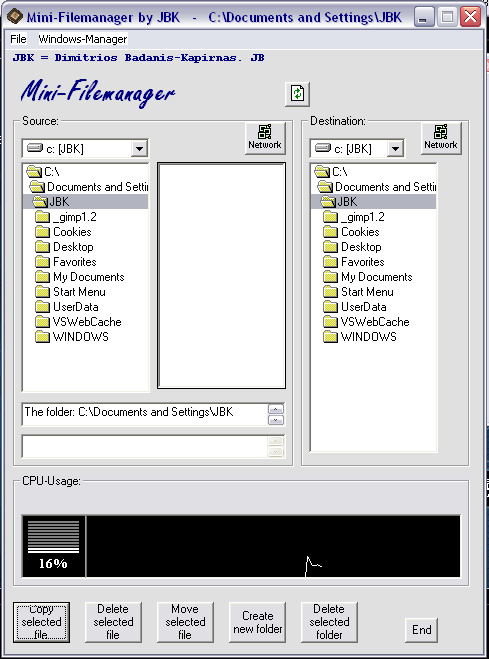 Mini-Filemanager by JBK - C:\Documents and Settings\JBK
File Windows-Manager
JBK = Dimitrios Badanis-Kapirnas. JB
Mini-Filemanager
Source:
c: [JBK]
Network
C:\
Documents and Setti
JBK
_gimp1.2
Cookies
Desktop
Favorites
My Documents
Start Menu
UserData
VSWebCache
WINDOWS
The folder: C:\Documents and Settings\JBK
Destination:
c: [JBK]
Network
C:\
Documents and Settin
JBK
_gimp1.2
Cookies
Desktop
Favorites
My Documents
Start Menu
UserData
VSWebCache
WINDOWS
CPU-Usage:
16%
Copy
selected
file
Delete
selected
file
Move
selected
file
Create
new folder
Delete
selected
folder
End